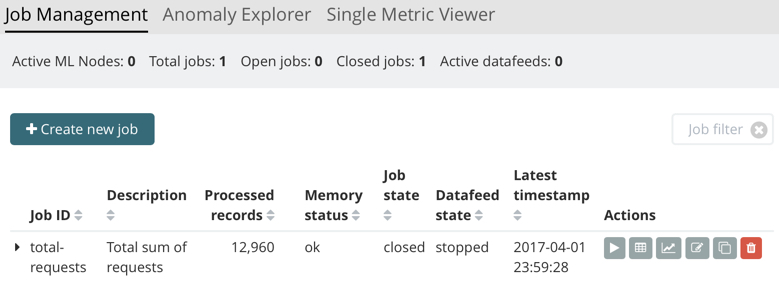 Job Management Anomaly Explorer Single Metric Viewer
Active ML Nodes: 0 Total jobs: 1 Open jobs: 0 Closed jobs: 1 Active datafeeds: 0
+ Create new job
Job filter
Job ID Description Processed records Memory status Job state Datafeed state Latest timestamp Actions
total-requests Total sum of requests 12,960 ok closed stopped 2017-04-01 23:59:28